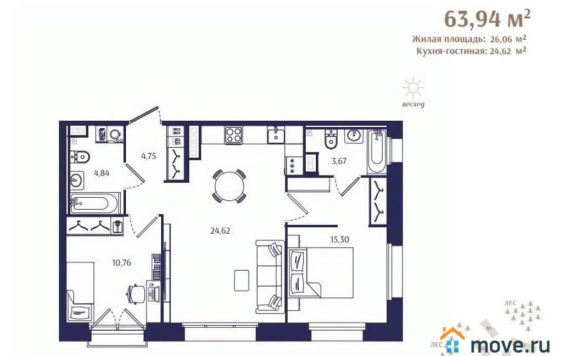 63,94 м²
Жилая площадь: 26.06 м²
Кухня-гостиная: 24,62 м²
восход
4.84
4.75
3.67
24.62
15.30
10.76
ЛЕС
ЛЕС
move.ru